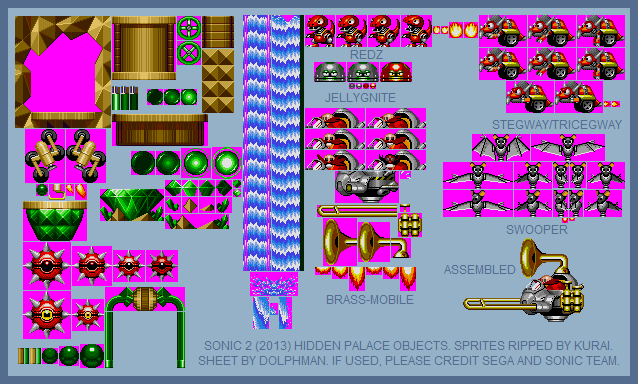 REDZ
JELLYGNITE
STEGWAY/TRICEGWAY
SWOOPER
ASSEMBLED
BRASS-MOBILE
SONIC 2 (2013) HIDDEN PALACE OBJECTS. SPRITES RIPPED BY KURAI.
SHEET BY DOLPHMAN. IF USED, PLEASE CREDIT SEGA AND SONIC TEAM.